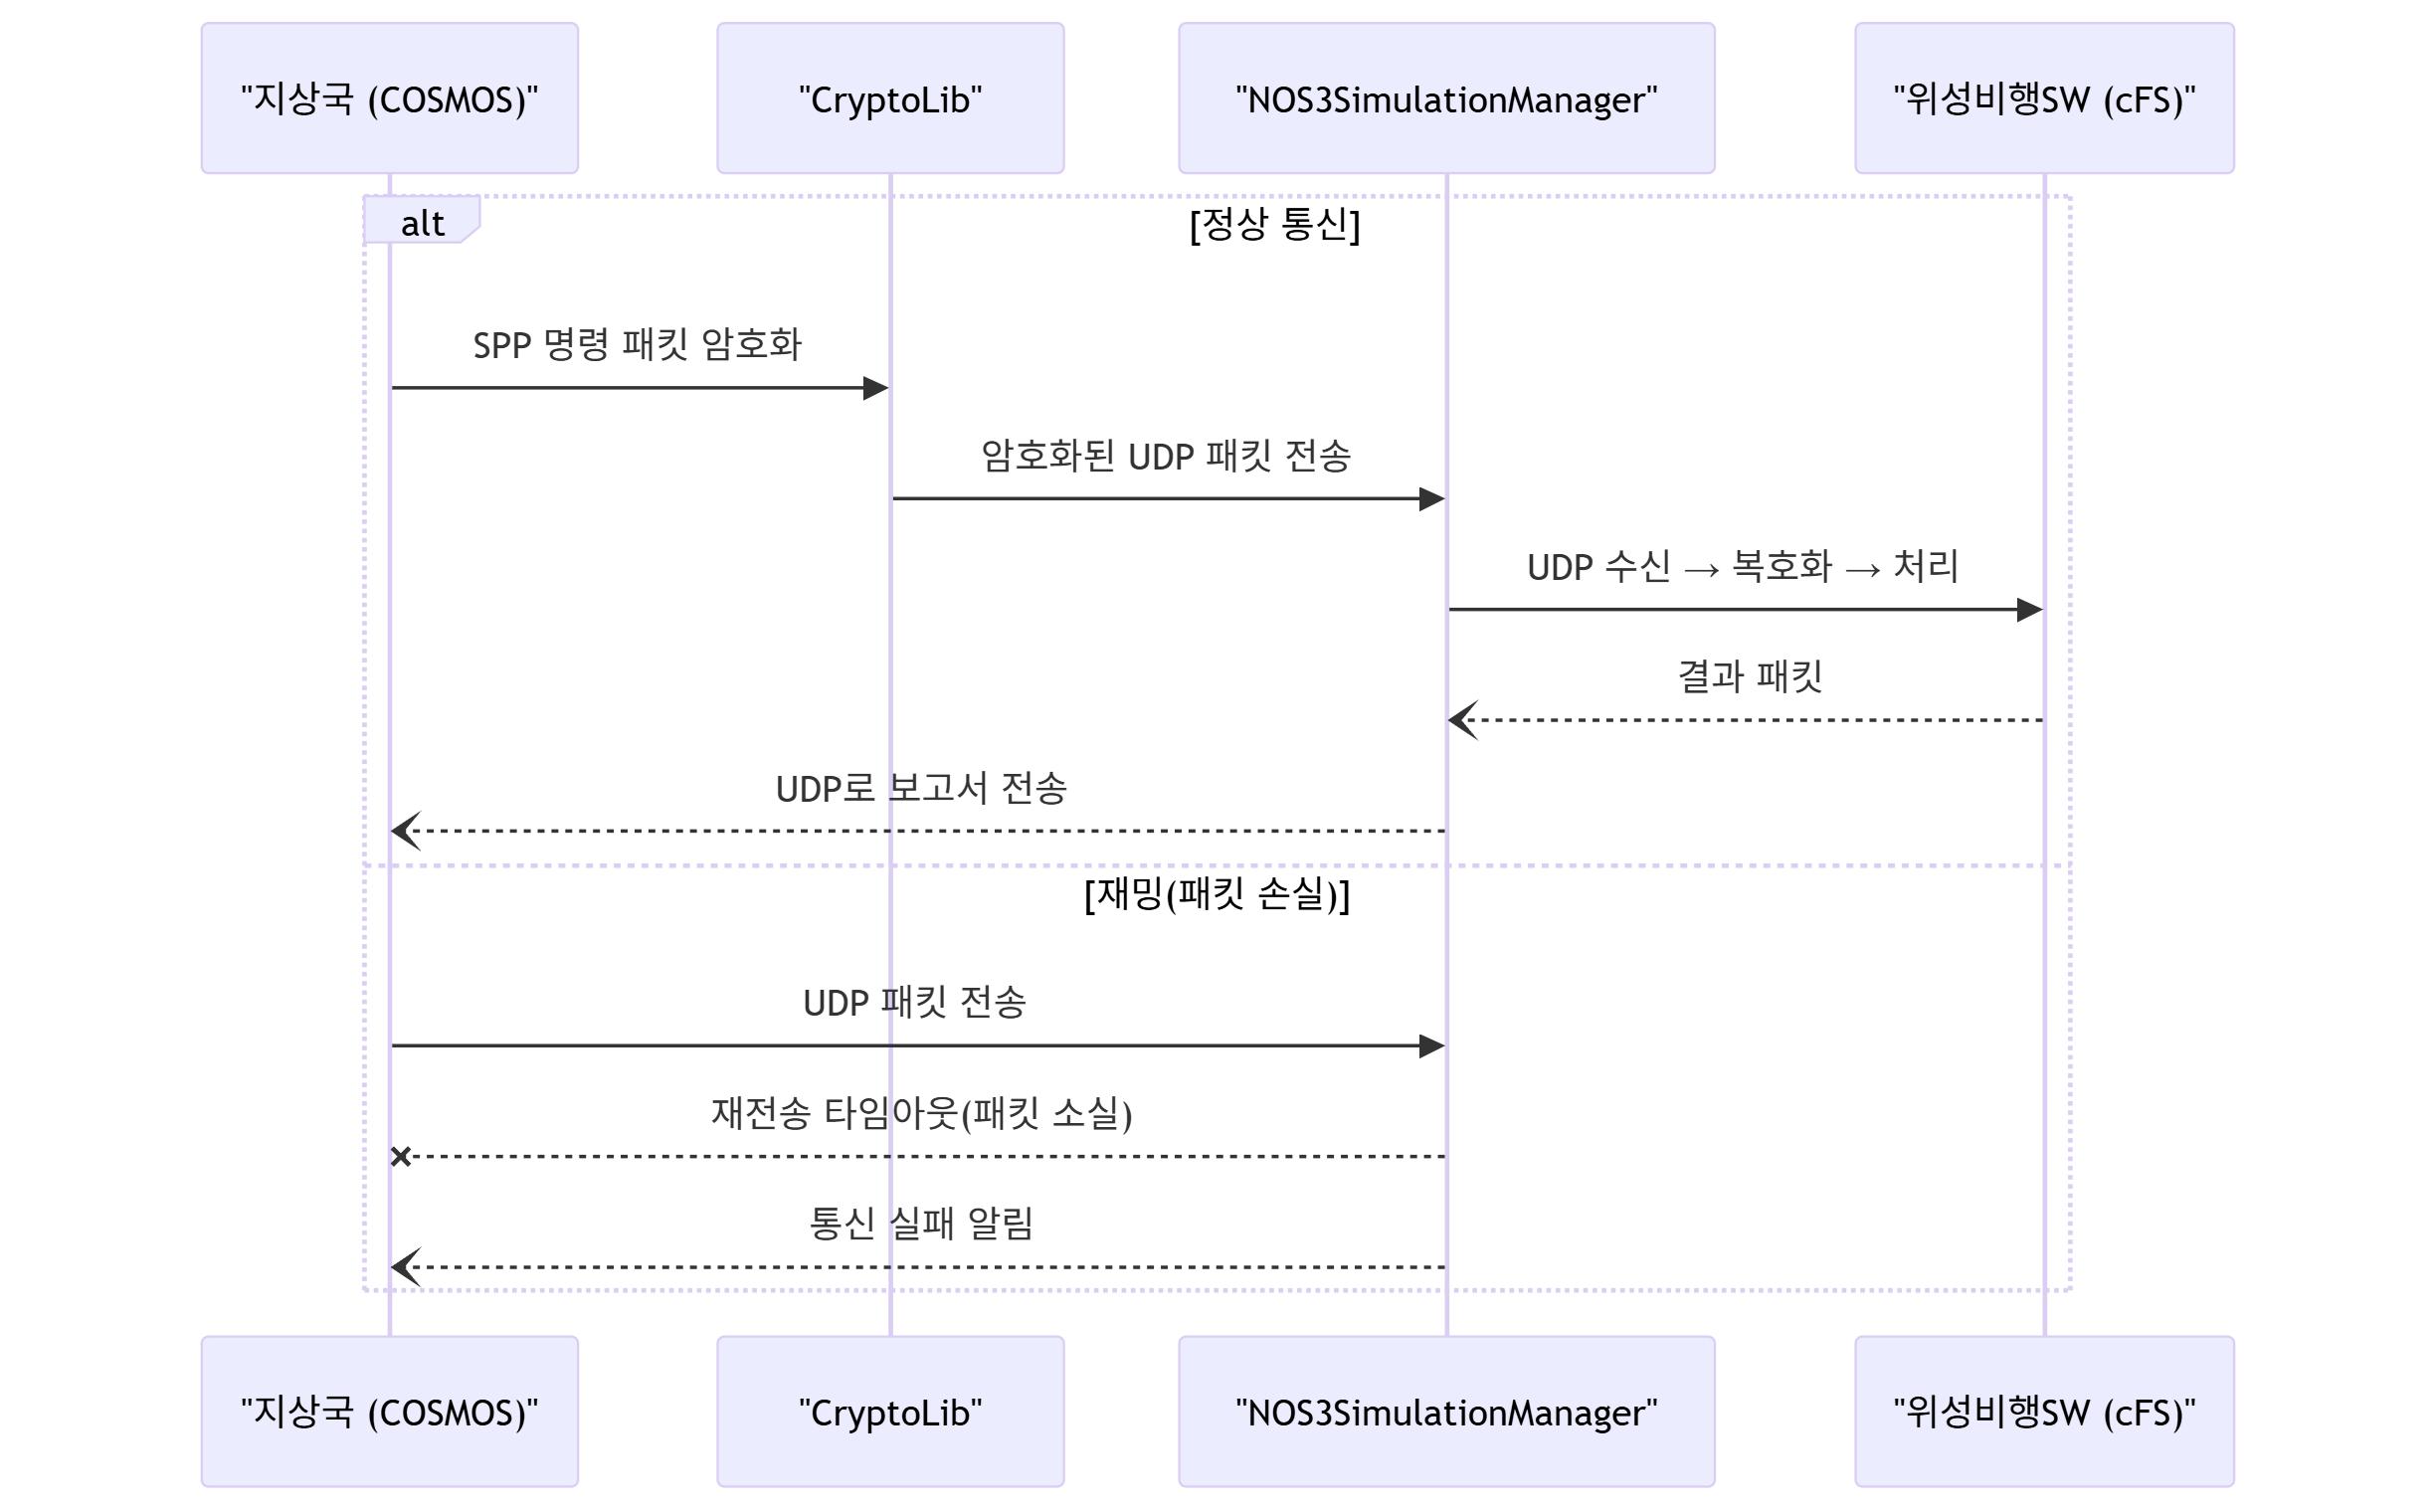 "지상국 (COSMOS)"
"CryptoLib"
"NOS3SimulationManager"
"위성비행SW (cFS)"
alt
[정상 통신]
SPP 명령 패킷 암호화
암호화된 UDP 패킷 전송
UDP 수신 → 복호화 → 처리
결과 패킷
UDP로 보고서 전송
[재밍(패킷 손실)]
UDP 패킷 전송
재전송 타임아웃(패킷 소실)
통신 실패 알림
"지상국 (COSMOS)"
"CryptoLib"
"NOS3SimulationManager"
"위성비행SW (cFS)"